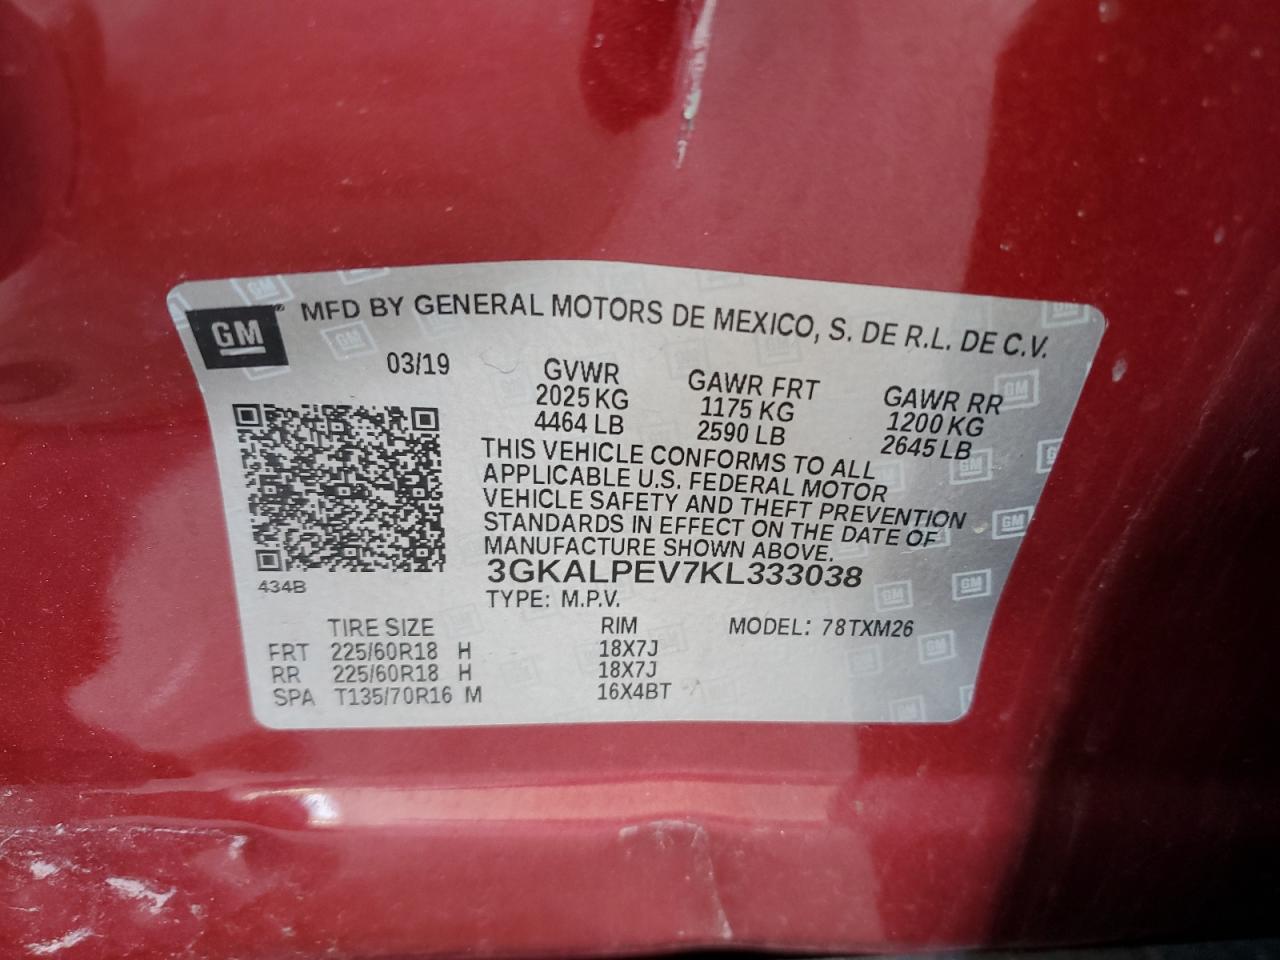 GM MFD BY GENERAL MOTORS DE MEXICO, S. DE R.L. DE C.V.
03/19
GVWR GAWR FRT GAWR RR
2025 KG 1175 KG 1200 KG
4464 LB 2590 LB 2645 LB
THIS VEHICLE CONFORMS TO ALL
APPLICABLE U.S. FEDERAL MOTOR
VEHICLE SAFETY AND THEFT PREVENTION
STANDARDS IN EFFECT ON THE DATE OF
MANUFACTURE SHOWN ABOVE.
434B
3GKALPEV7KL333038
TYPE: M.P.V.
TIRE SIZE RIM MODEL: 78TXM26
FRT 225/60R18 H 18X7J
RR 225/60R18 H 18X7J
SPA T135/70R16 M 16X4BT